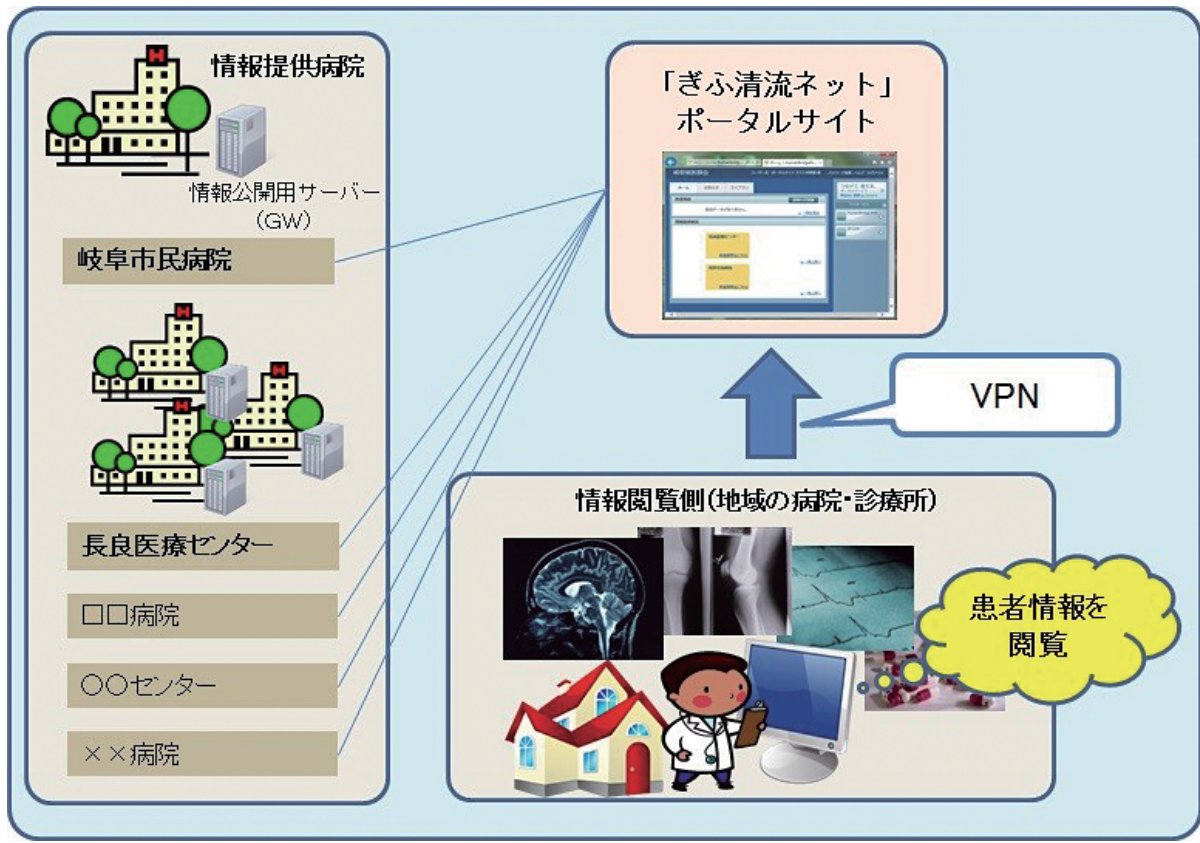 情報提供病院
情報公開用サーバー
(GW)
岐阜市民病院
長良医療センター
□□病院
○○センター
××病院
「ぎふ清流ネット」
ポータルサイト
VPN
情報閲覧側(地域の病院・診療所)
患者情報を
閲覧